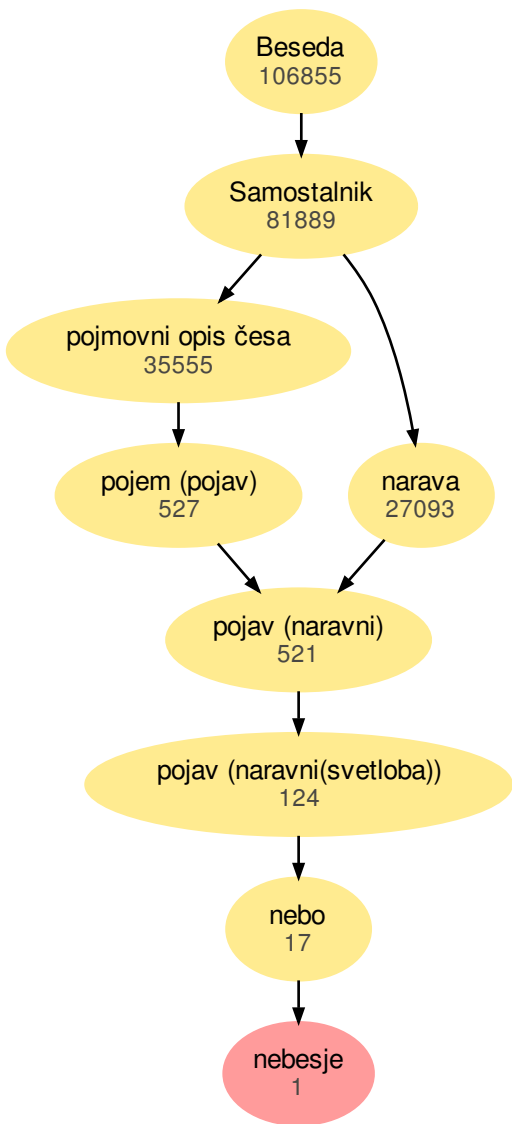 Beseda
106855
Samostalnik
81889
pojmovni opis česa
35555
pojem (pojav)
527
narava
27093
pojav (naravni)
521
pojav (naravni(svetloba))
124
nebo
17
nebesje
1